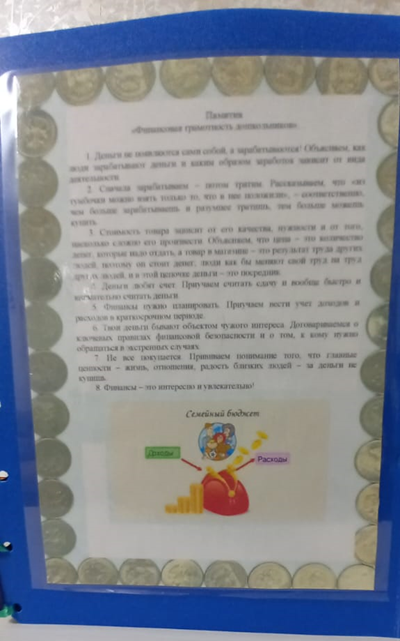 Памятка
«Финансовая грамотность дошкольников».
1. Деньги не появляются сами собой, а зарабатываются! Объясняем, как
люди зарабатывают деньги и каким образом заработок зависит от вида
деятельности.
2. Сначала зарабатываем – потом тратим. Рассказываем, что «из
тумбочки можно взять только то, что в нее положили», – соответственно,
чем больше зарабатываешь и разумнее тратишь, тем больше можешь
купить.
3. Стоимость товара зависит от его качества, нужности и от того,
насколько сложно его произвести. Объясняем, что цена – это количество
денег, которые надо отдать, а товар в магазине – это результат труда других
людей, поэтому он стоит денег; люди как бы меняют свой труд на труд
других людей, и в этой цепочке деньги – это посредник.
4. Деньги любят счет. Приучаем считать сдачу и вообще быстро и
внимательно считать деньги.
5. Финансы нужно планировать. Приучаем вести учет доходов и
расходов в краткосрочном периоде.
6. Твои деньги бывают объектом чужого интереса. Договариваемся о
ключевых правилах финансовой безопасности и о том, к кому нужно
обращаться в экстренных случаях.
7. Не все покупается. Прививаем понимание того, что главные
ценности – жизнь, отношения, радость близких людей – за деньги не
купишь.
8. Финансы – это интересно и увлекательно!
Семейный бюджет
Доходы
Расходы